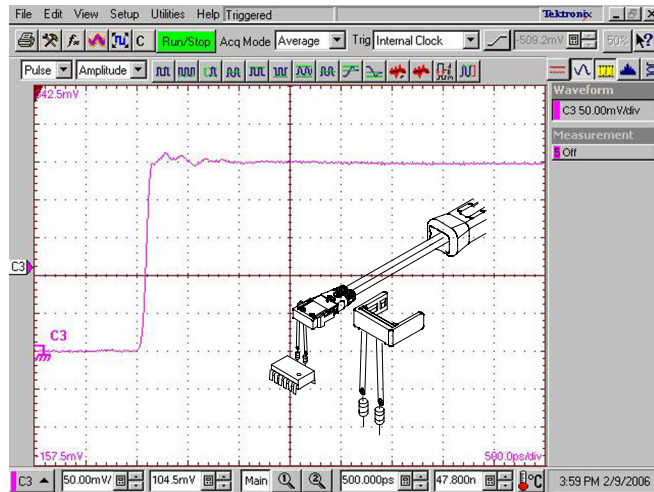 File Edit View Setup Utilities Help Triggered Tektronix
C Run/Stop Acq Mode Average Trig Internal Clock -509.2mV 50%
Pulse Amplitude
Waveform
C3 50.00mV/div
Measurement
5 Off
342.5mV
C3
C3
-157.5mV 500.0ps/div
C3 50.00mV/ 104.5mV Main 500.000ps 47.800n °C 3:59 PM 2/9/2006